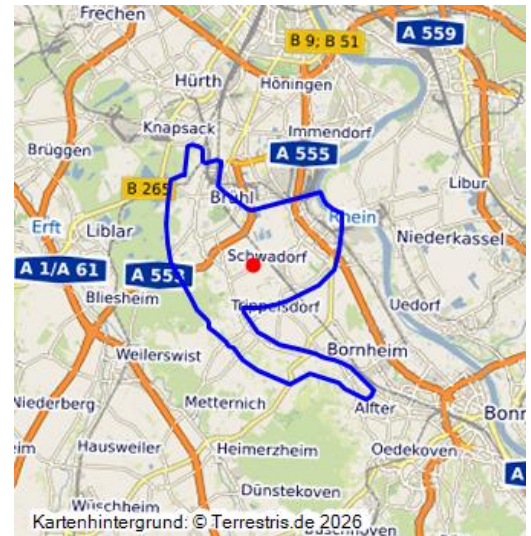 Frechen
B 9; B 51
A 559
Hürth
Höningen
Knapsack
Immendorf
Brüggen
A 555
B 265
Libur
Brühl
Rhein
Erft
Liblar
Niederkassel
Schwadorf
A 1/A 61
A 553
Bliesheim
Trippelsdorf
Uedorf
Weilerswist
Bornheim
Niederberg
Metternich
Alfter
Bonn
Hausweiler
Heimerzheim
Oedekoven
A
Dünstekoven
Wüschheim
Kartenhintergrund: © Terrestris.de 2026